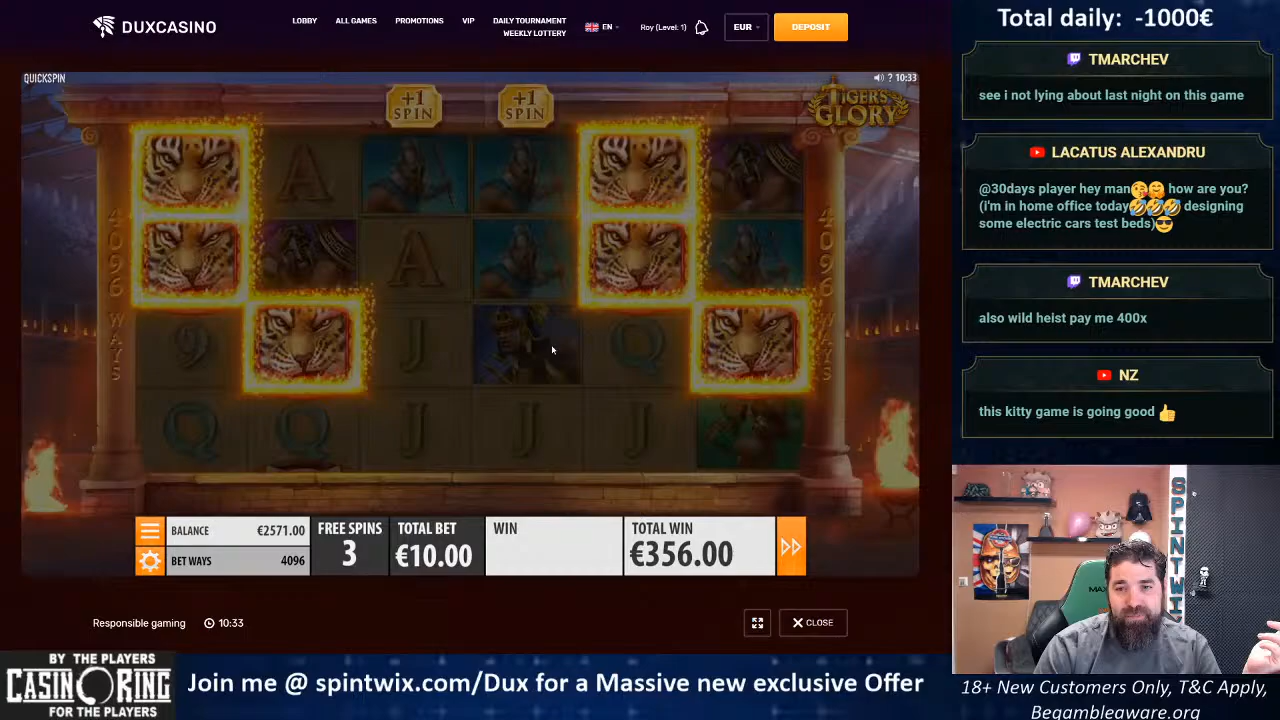 DUXCASINO
LOBBY
ALL GAMES
PROMOTIONS
VIP
DAILY TOURNAMENT
WEEKLY LOTTERY
EN
Roy (Level: 1)
EUR
DEPOSIT
QUICKSPIN
? 10:33
+1
SPIN
+1
SPIN
TIGER'S
GLORY
4096 WAYS
4096 WAYS
A
A
9
J
Q
Q
Q
J
J
J
BALANCE
€2571.00
BET WAYS
4096
FREE SPINS
3
TOTAL BET
€10.00
WIN
TOTAL WIN
€356.00
Responsible gaming
10:33
CLOSE
Total daily: -1000€
TMARCHEV
see i not lying about last night on this game
LACATUS ALEXANDRU
@30days player hey man😘🤗 how are you?
(i'm in home office today🤣🤣🤣 designing
some electric cars test beds)😎
TMARCHEV
also wild heist pay me 400x
NZ
this kitty game is going good 👍
SPINTWI
BY THE PLAYERS
CASINO RING
FOR THE PLAYERS
Join me @ spintwix.com/Dux for a Massive new exclusive Offer
18+ New Customers Only, T&C Apply,
Begambleaware.org